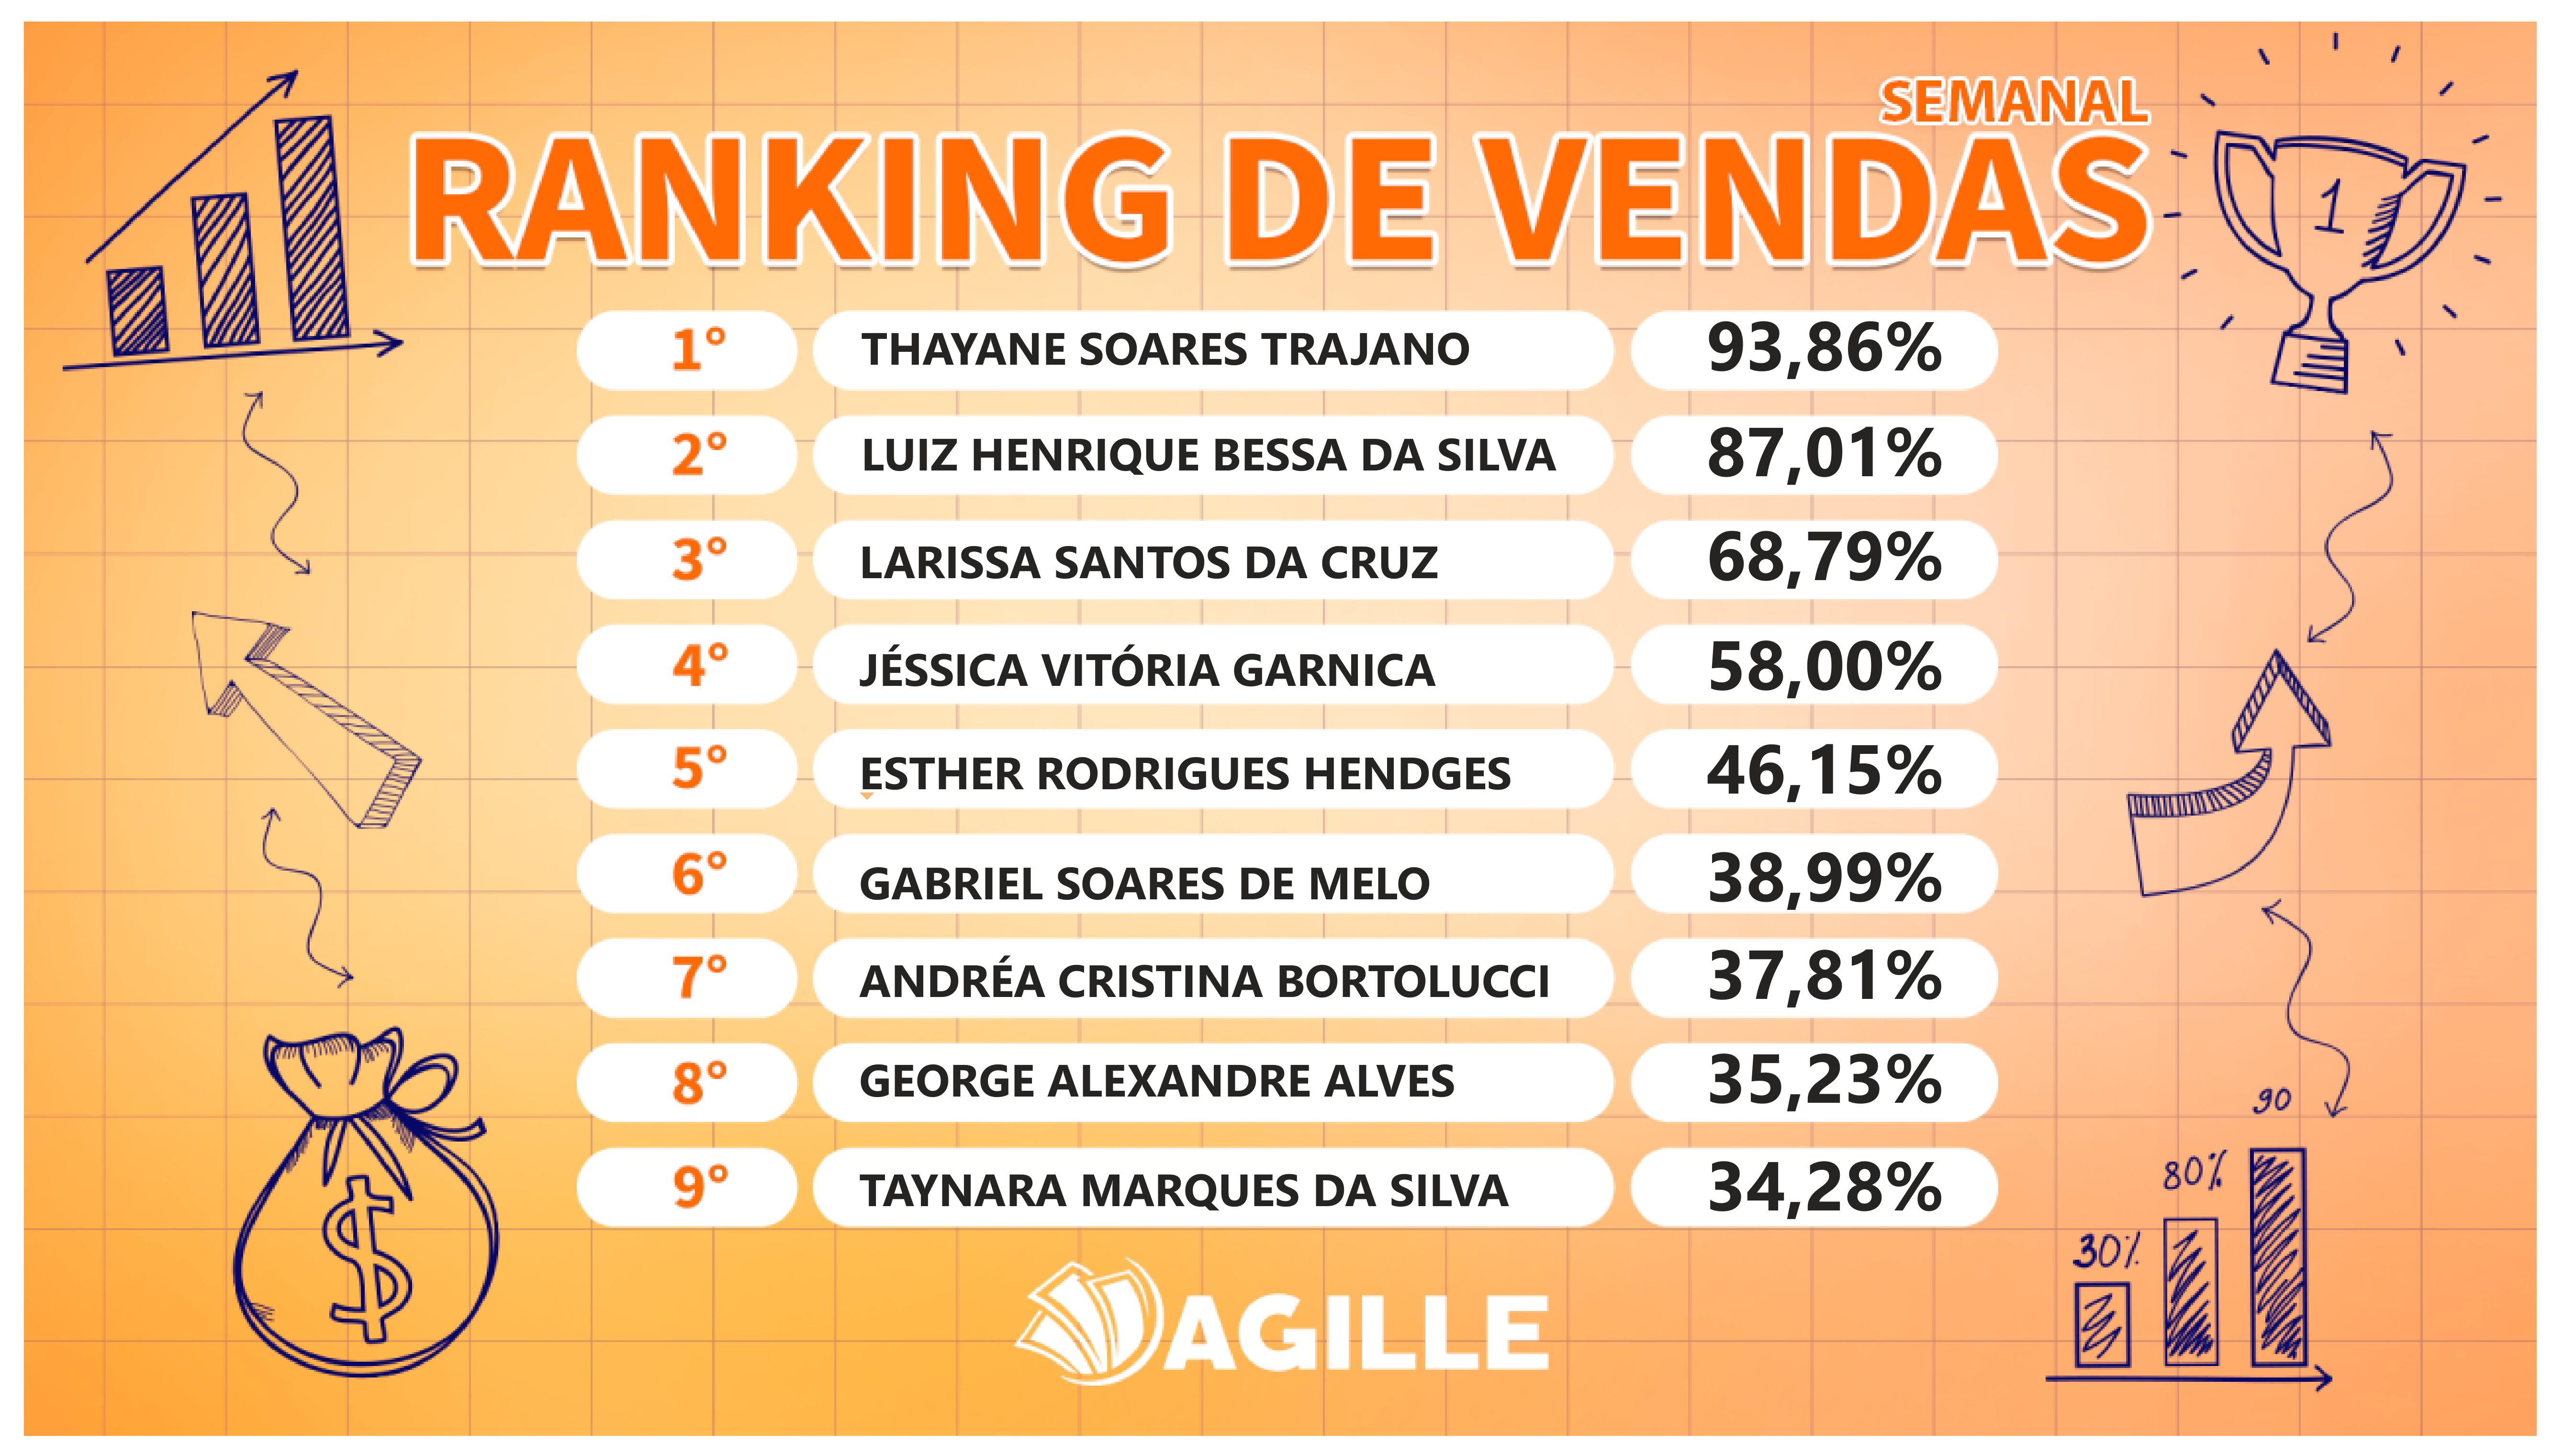 SEMANAL
RANKING DE VENDAS
1
1° THAYANE SOARES TRAJANO 93,86%
2° LUIZ HENRIQUE BESSA DA SILVA 87,01%
3° LARISSA SANTOS DA CRUZ 68,79%
4° JÉSSICA VITÓRIA GARNICA 58,00%
5° ESTHER RODRIGUES HENDGES 46,15%
6° GABRIEL SOARES DE MELO 38,99%
7° ANDRÉA CRISTINA BORTOLUCCI 37,81%
8° GEORGE ALEXANDRE ALVES 35,23%
9° TAYNARA MARQUES DA SILVA 34,28%
$
90
80%
30%
AGILLE